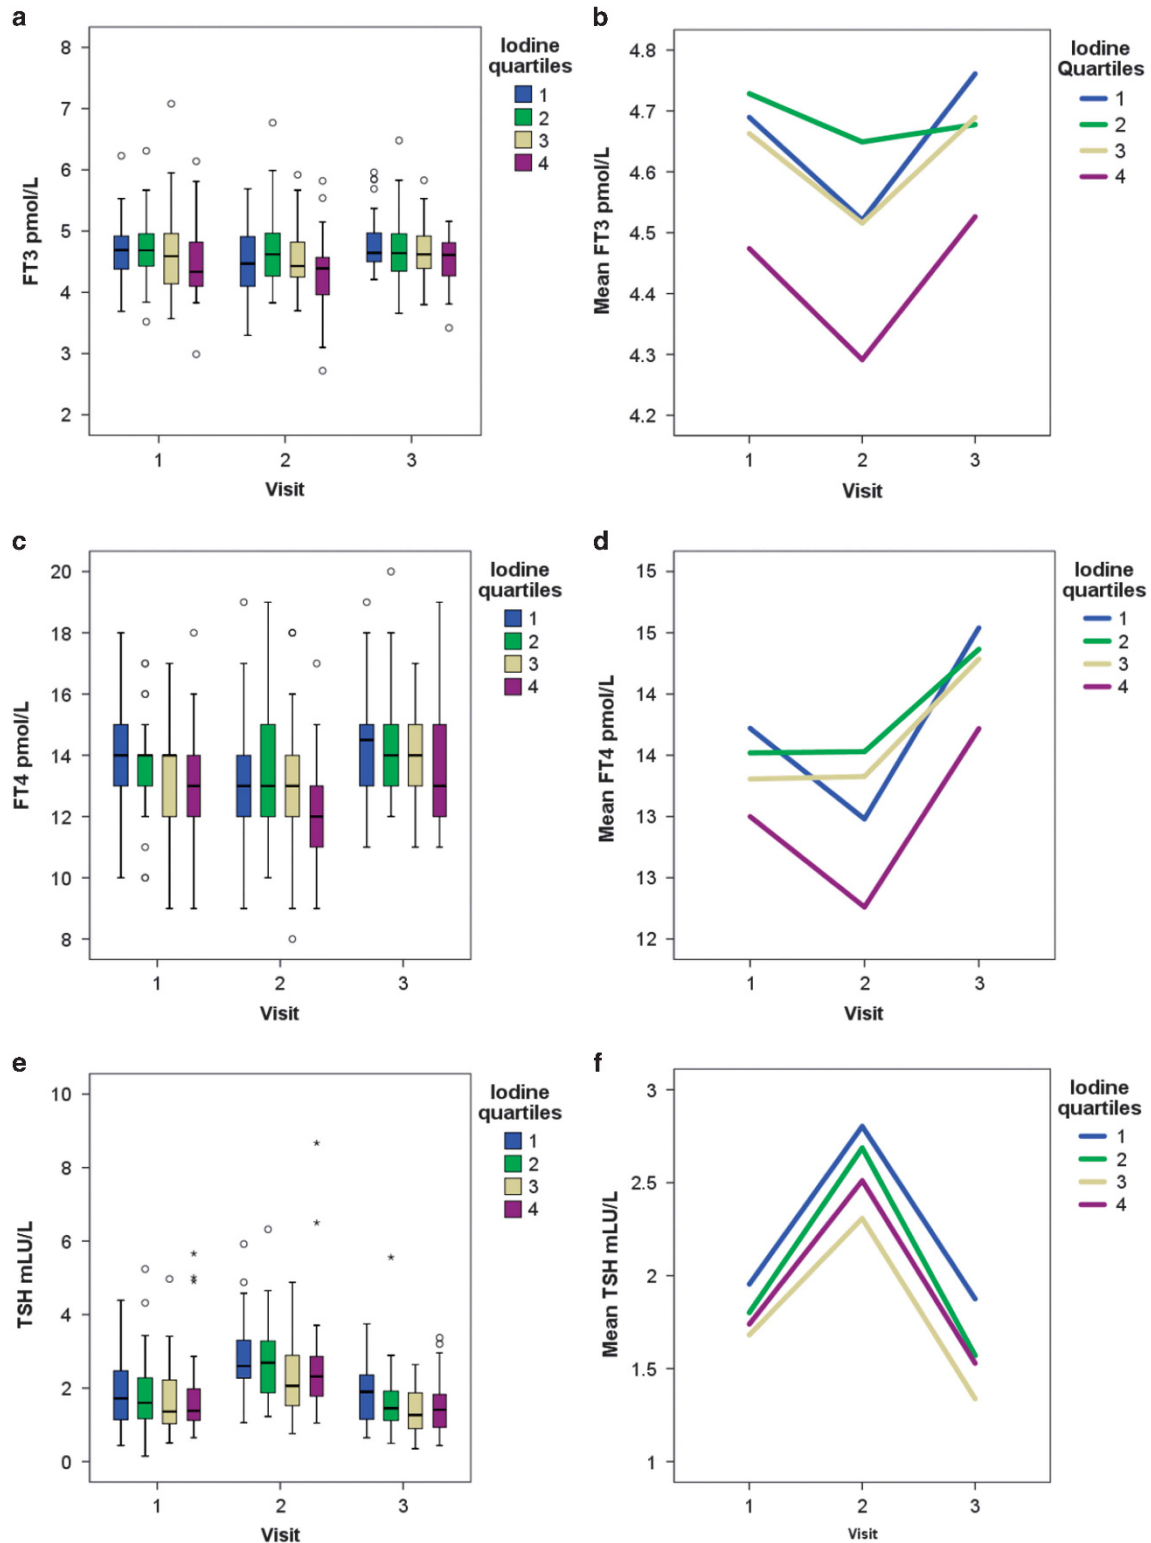 a
Iodine
quartiles
1
2
3
4
8
7
6
5
4
3
2
FT3 pmol/L
1 2 3
Visit
b
Iodine
Quartiles
1
2
3
4
4.8
4.7
4.6
4.5
4.4
4.3
4.2
Mean FT3 pmol/L
1 2 3
Visit
c
Iodine
quartiles
1
2
3
4
20
18
16
14
12
10
8
FT4 pmol/L
1 2 3
Visit
d
Iodine
quartiles
1
2
3
4
15
15
14
14
13
13
12
Mean FT4 pmol/L
1 2 3
Visit
e
Iodine
quartiles
1
2
3
4
10
8
6
4
2
0
TSH mLU/L
1 2 3
Visit
f
Iodine
quartiles
1
2
3
4
3
2.5
2
1.5
1
Mean TSH mLU/L
1 2 3
Visit